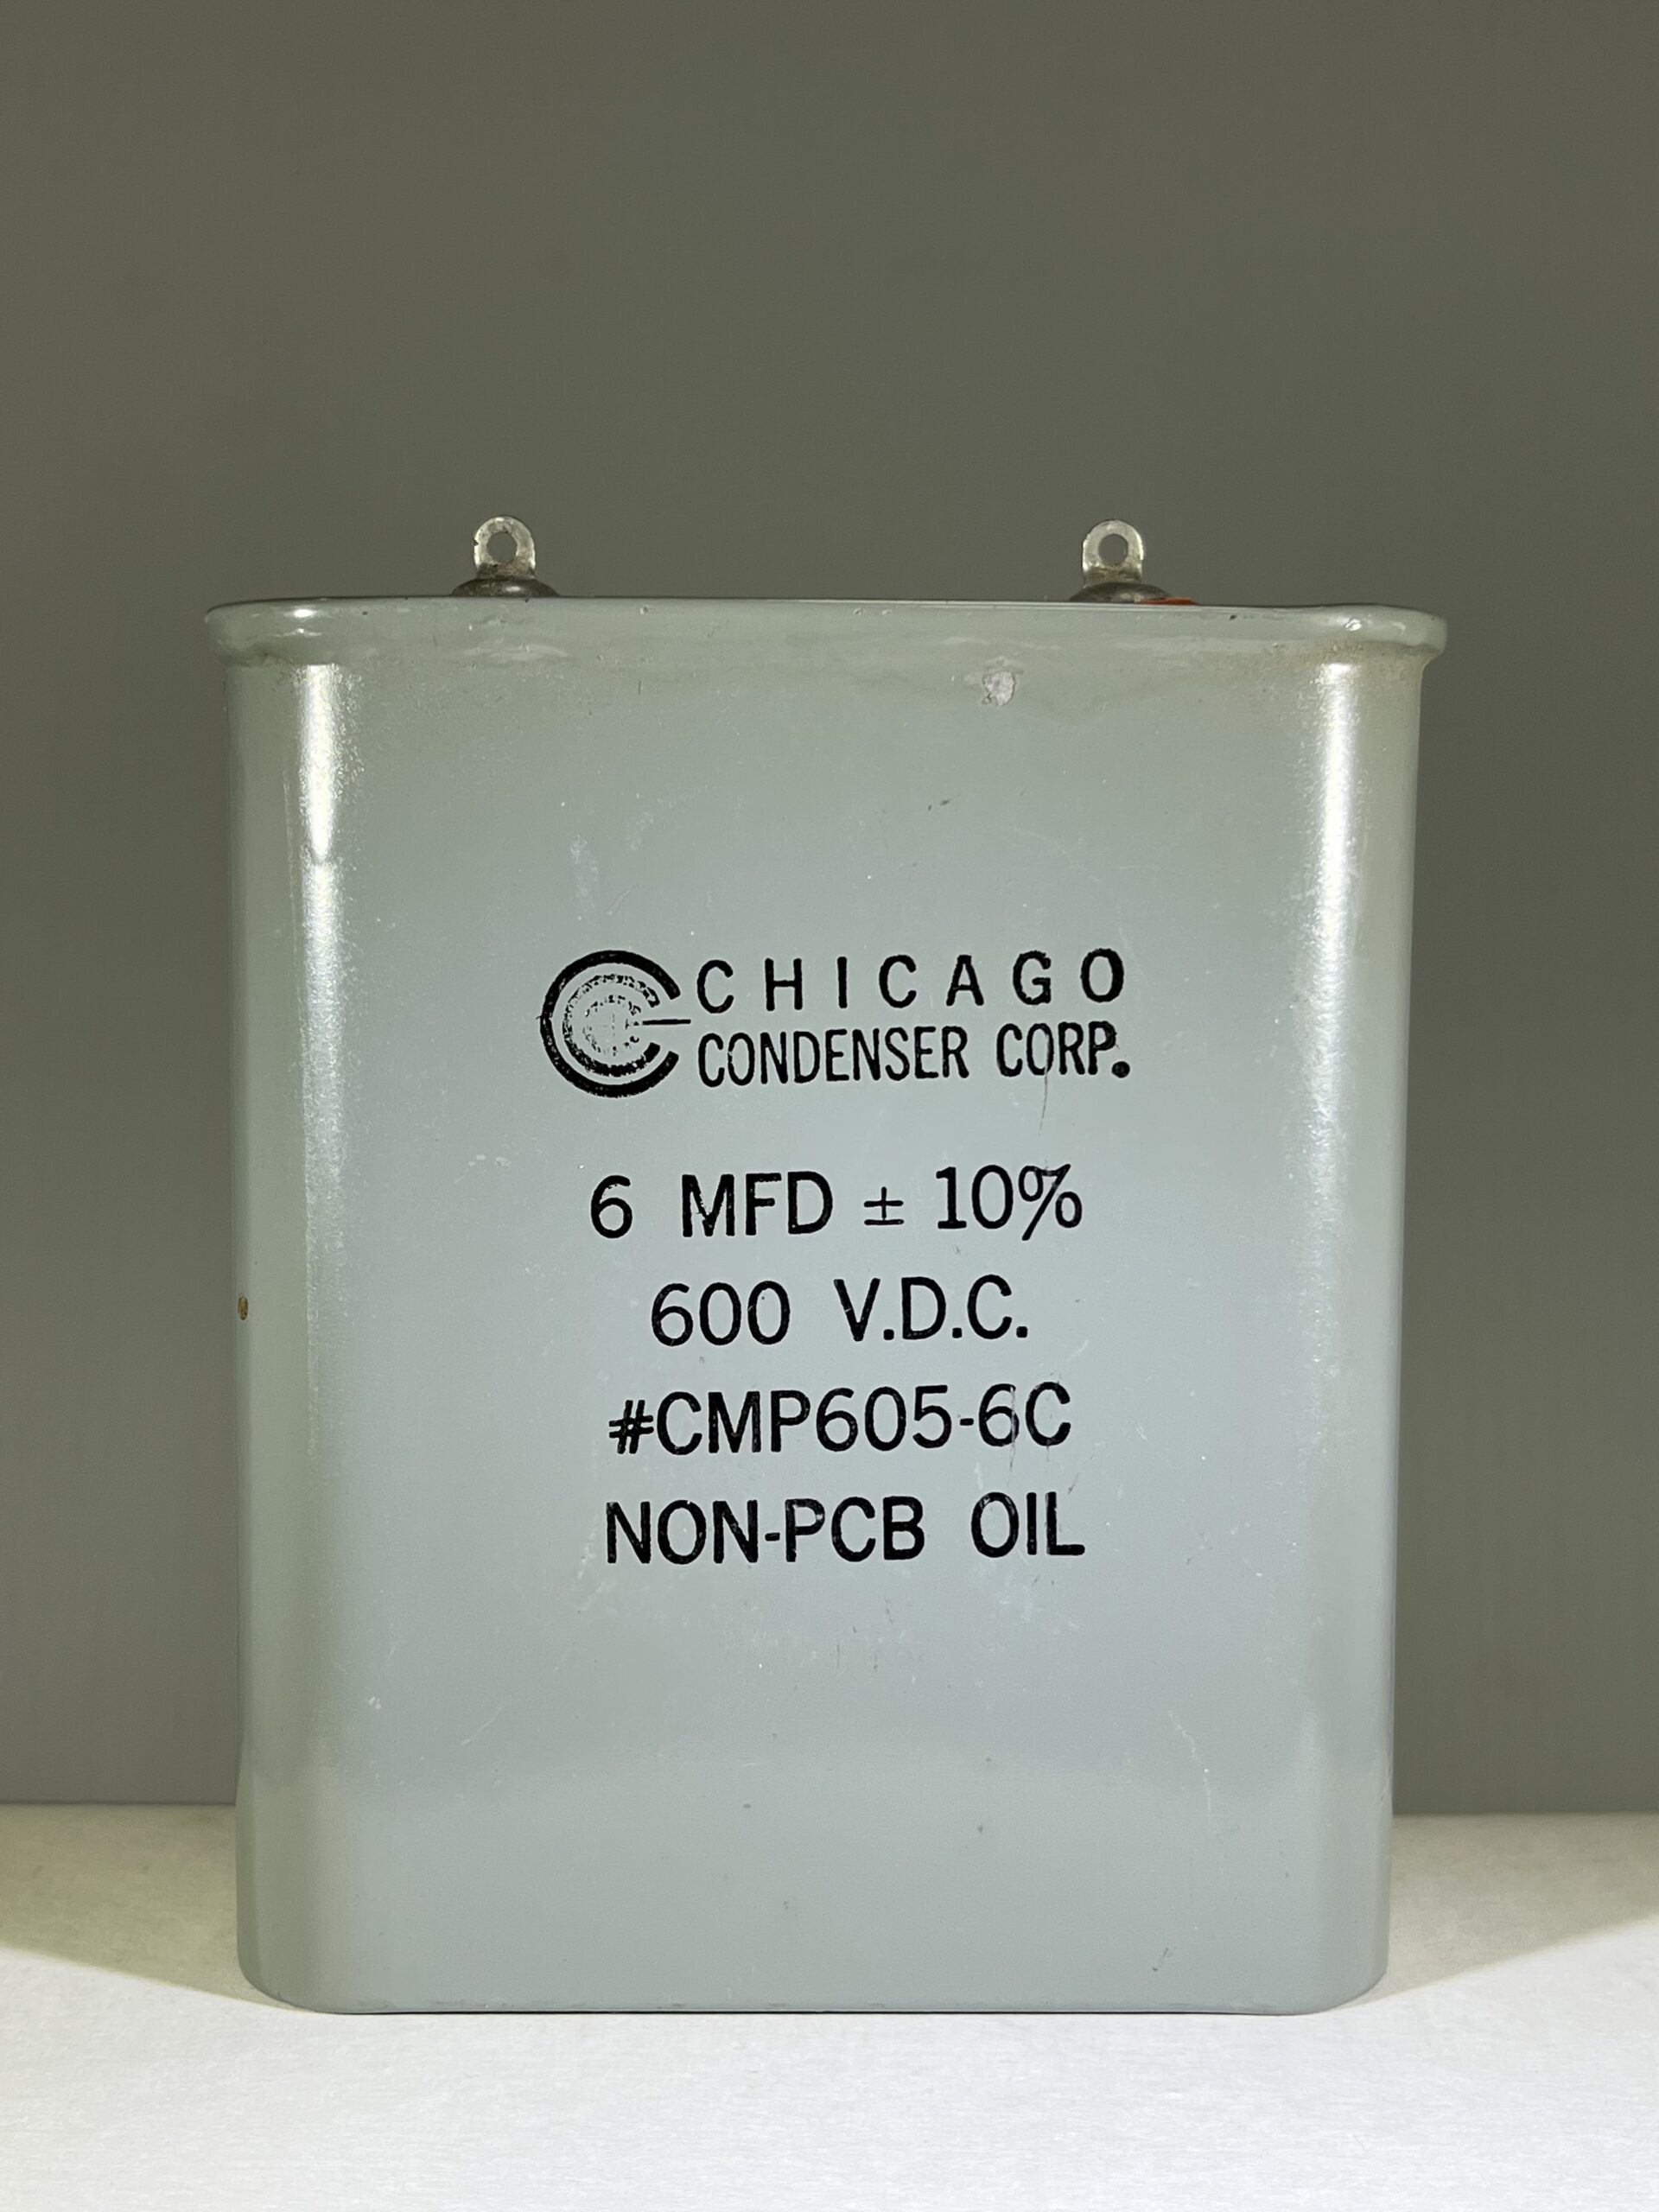 CHICAGO
CONDENSER CORP.
6 MFD ± 10%
600 V.D.C.
#CMP605-6C
NON-PCB OIL